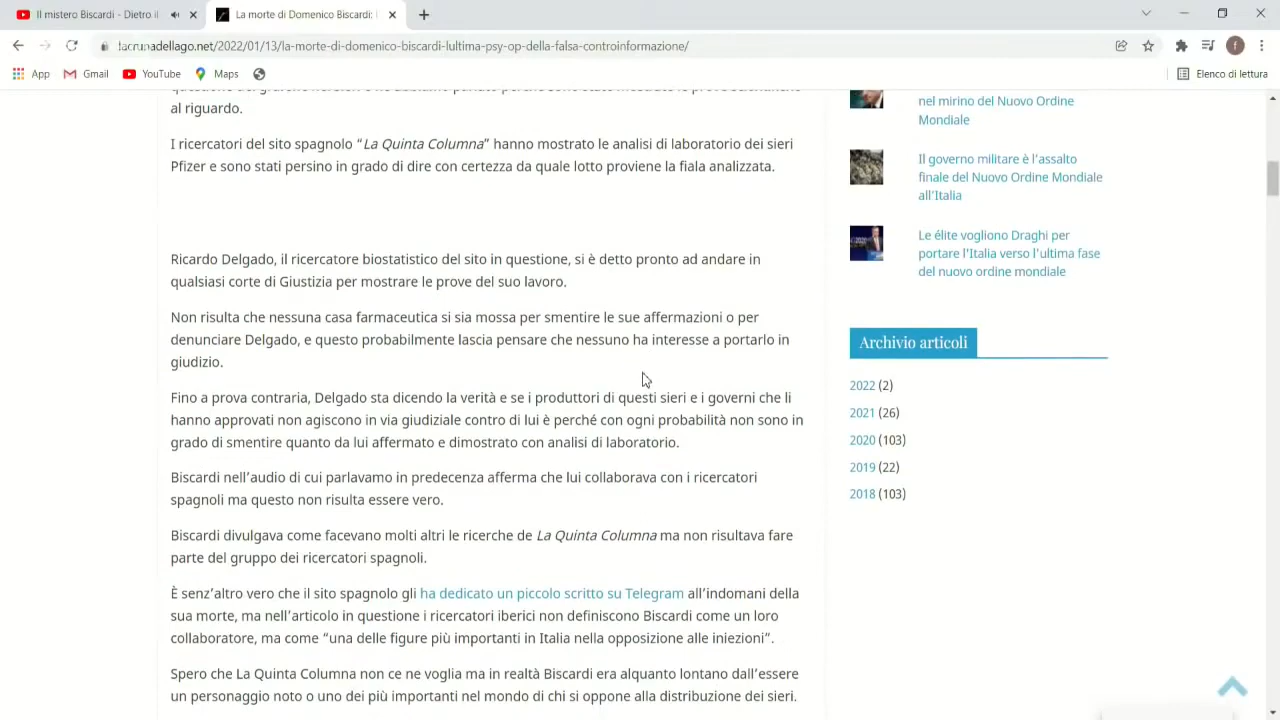 Il mistero Biscardi - Dietro il
La morte di Domenico Biscardi:
lacrunadellago.net/2022/01/13/la-morte-di-domenico-biscardi-lultima-psy-op-della-falsa-controinformazione/
f
App
Gmail
YouTube
Maps
Elenco di lettura
al riguardo.
I ricercatori del sito spagnolo “La Quinta Columna” hanno mostrato le analisi di laboratorio dei sieri
Pfizer e sono stati persino in grado di dire con certezza da quale lotto proviene la fiala analizzata.
Ricardo Delgado, il ricercatore biostatistico del sito in questione, si è detto pronto ad andare in
qualsiasi corte di Giustizia per mostrare le prove del suo lavoro.
Non risulta che nessuna casa farmaceutica si sia mossa per smentire le sue affermazioni o per
denunciare Delgado, e questo probabilmente lascia pensare che nessuno ha interesse a portarlo in
giudizio.
Fino a prova contraria, Delgado sta dicendo la verità e se i produttori di questi sieri e i governi che li
hanno approvati non agiscono in via giudiziale contro di lui è perché con ogni probabilità non sono in
grado di smentire quanto da lui affermato e dimostrato con analisi di laboratorio.
Biscardi nell’audio di cui parlavamo in predecenza afferma che lui collaborava con i ricercatori
spagnoli ma questo non risulta essere vero.
Biscardi divulgava come facevano molti altri le ricerche de La Quinta Columna ma non risultava fare
parte del gruppo dei ricercatori spagnoli.
È senz’altro vero che il sito spagnolo gli ha dedicato un piccolo scritto su Telegram all’indomani della
sua morte, ma nell’articolo in questione i ricercatori iberici non definiscono Biscardi come un loro
collaboratore, ma come “una delle figure più importanti in Italia nella opposizione alle iniezioni”.
Spero che La Quinta Columna non ce ne voglia ma in realtà Biscardi era alquanto lontano dall’essere
un personaggio noto o uno dei più importanti nel mondo di chi si oppone alla distribuzione dei sieri.
nel mirino del Nuovo Ordine
Mondiale
Il governo militare è l’assalto
finale del Nuovo Ordine Mondiale
all’Italia
Le élite vogliono Draghi per
portare l’Italia verso l’ultima fase
del nuovo ordine mondiale
Archivio articoli
2022 (2)
2021 (26)
2020 (103)
2019 (22)
2018 (103)